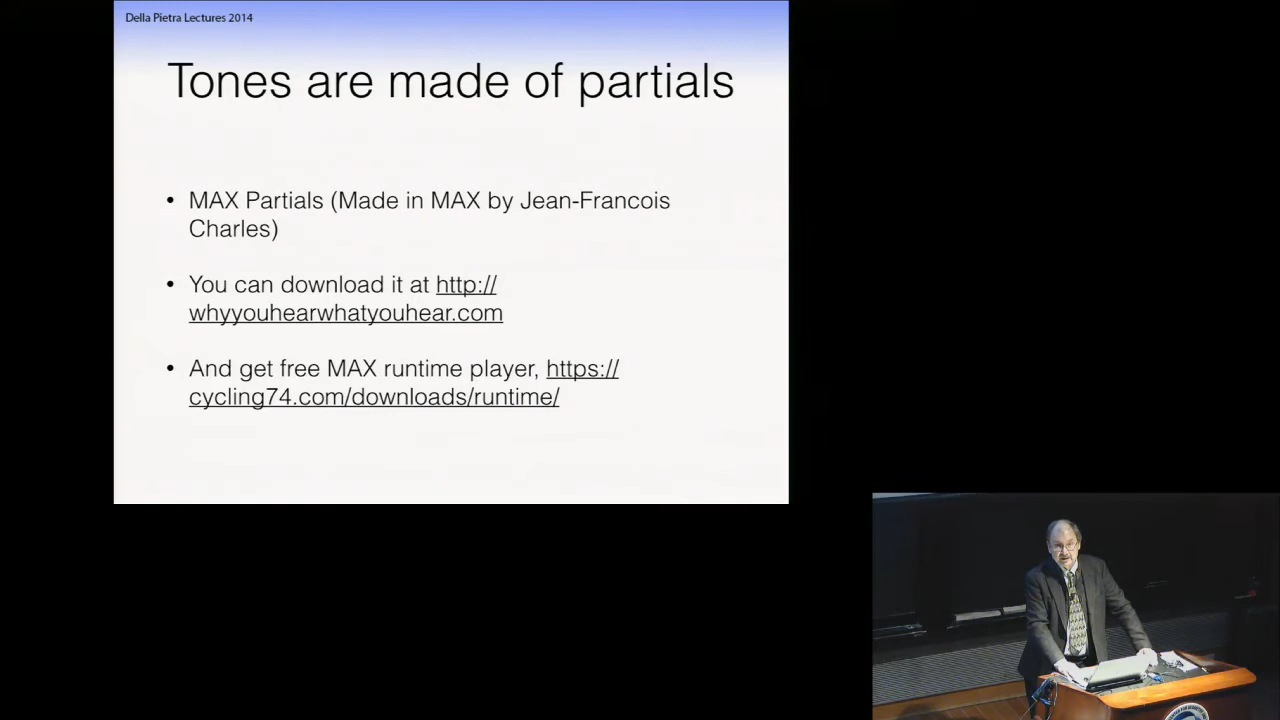 Della Pietra Lectures 2014
Tones are made of partials
• MAX Partials (Made in MAX by Jean-Francois
Charles)
• You can download it at http://
whyyouhearwhatyouhear.com
• And get free MAX runtime player, https://
cycling74.com/downloads/runtime/